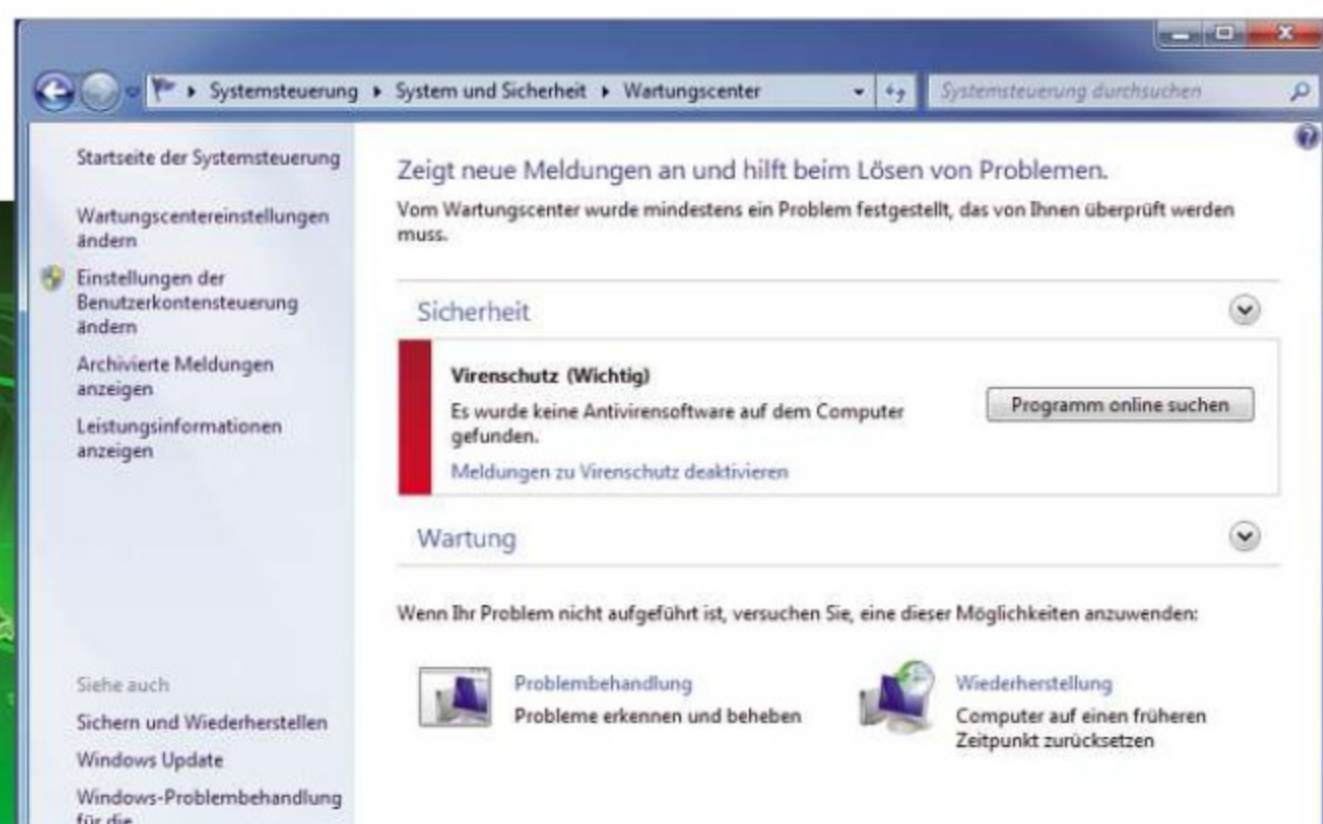 Systemsteuerung ▸ System und Sicherheit ▸ Wartungscenter
Systemsteuerung durchsuchen
Startseite der Systemsteuerung
Wartungscentereinstellungen
ändern
Einstellungen der
Benutzerkontensteuerung
ändern
Archivierte Meldungen
anzeigen
Leistungsinformationen
anzeigen
Siehe auch
Sichern und Wiederherstellen
Windows Update
Windows-Problembehandlung
für die
Zeigt neue Meldungen an und hilft beim Lösen von Problemen.
Vom Wartungscenter wurde mindestens ein Problem festgestellt, das von Ihnen überprüft werden
muss.
Sicherheit
Virenschutz (Wichtig)
Es wurde keine Antivirensoftware auf dem Computer
gefunden.
Meldungen zu Virenschutz deaktivieren
Programm online suchen
Wartung
Wenn Ihr Problem nicht aufgeführt ist, versuchen Sie, eine dieser Möglichkeiten anzuwenden:
Problembehandlung
Probleme erkennen und beheben
Wiederherstellung
Computer auf einen früheren
Zeitpunkt zurücksetzen